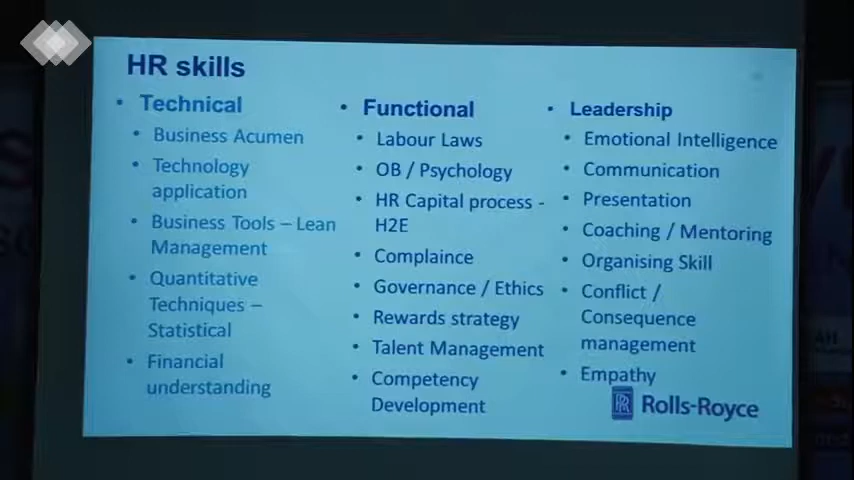 HR skills
• Technical
• Business Acumen
• Technology
application
• Business Tools – Lean
Management
• Quantitative
Techniques –
Statistical
• Financial
understanding
• Functional
• Labour Laws
• OB / Psychology
• HR Capital process -
H2E
• Complaince
• Governance / Ethics
• Rewards strategy
• Talent Management
• Competency
Development
• Leadership
• Emotional Intelligence
• Communication
• Presentation
• Coaching / Mentoring
• Organising Skill
• Conflict /
Consequence
management
• Empathy
Rolls-Royce